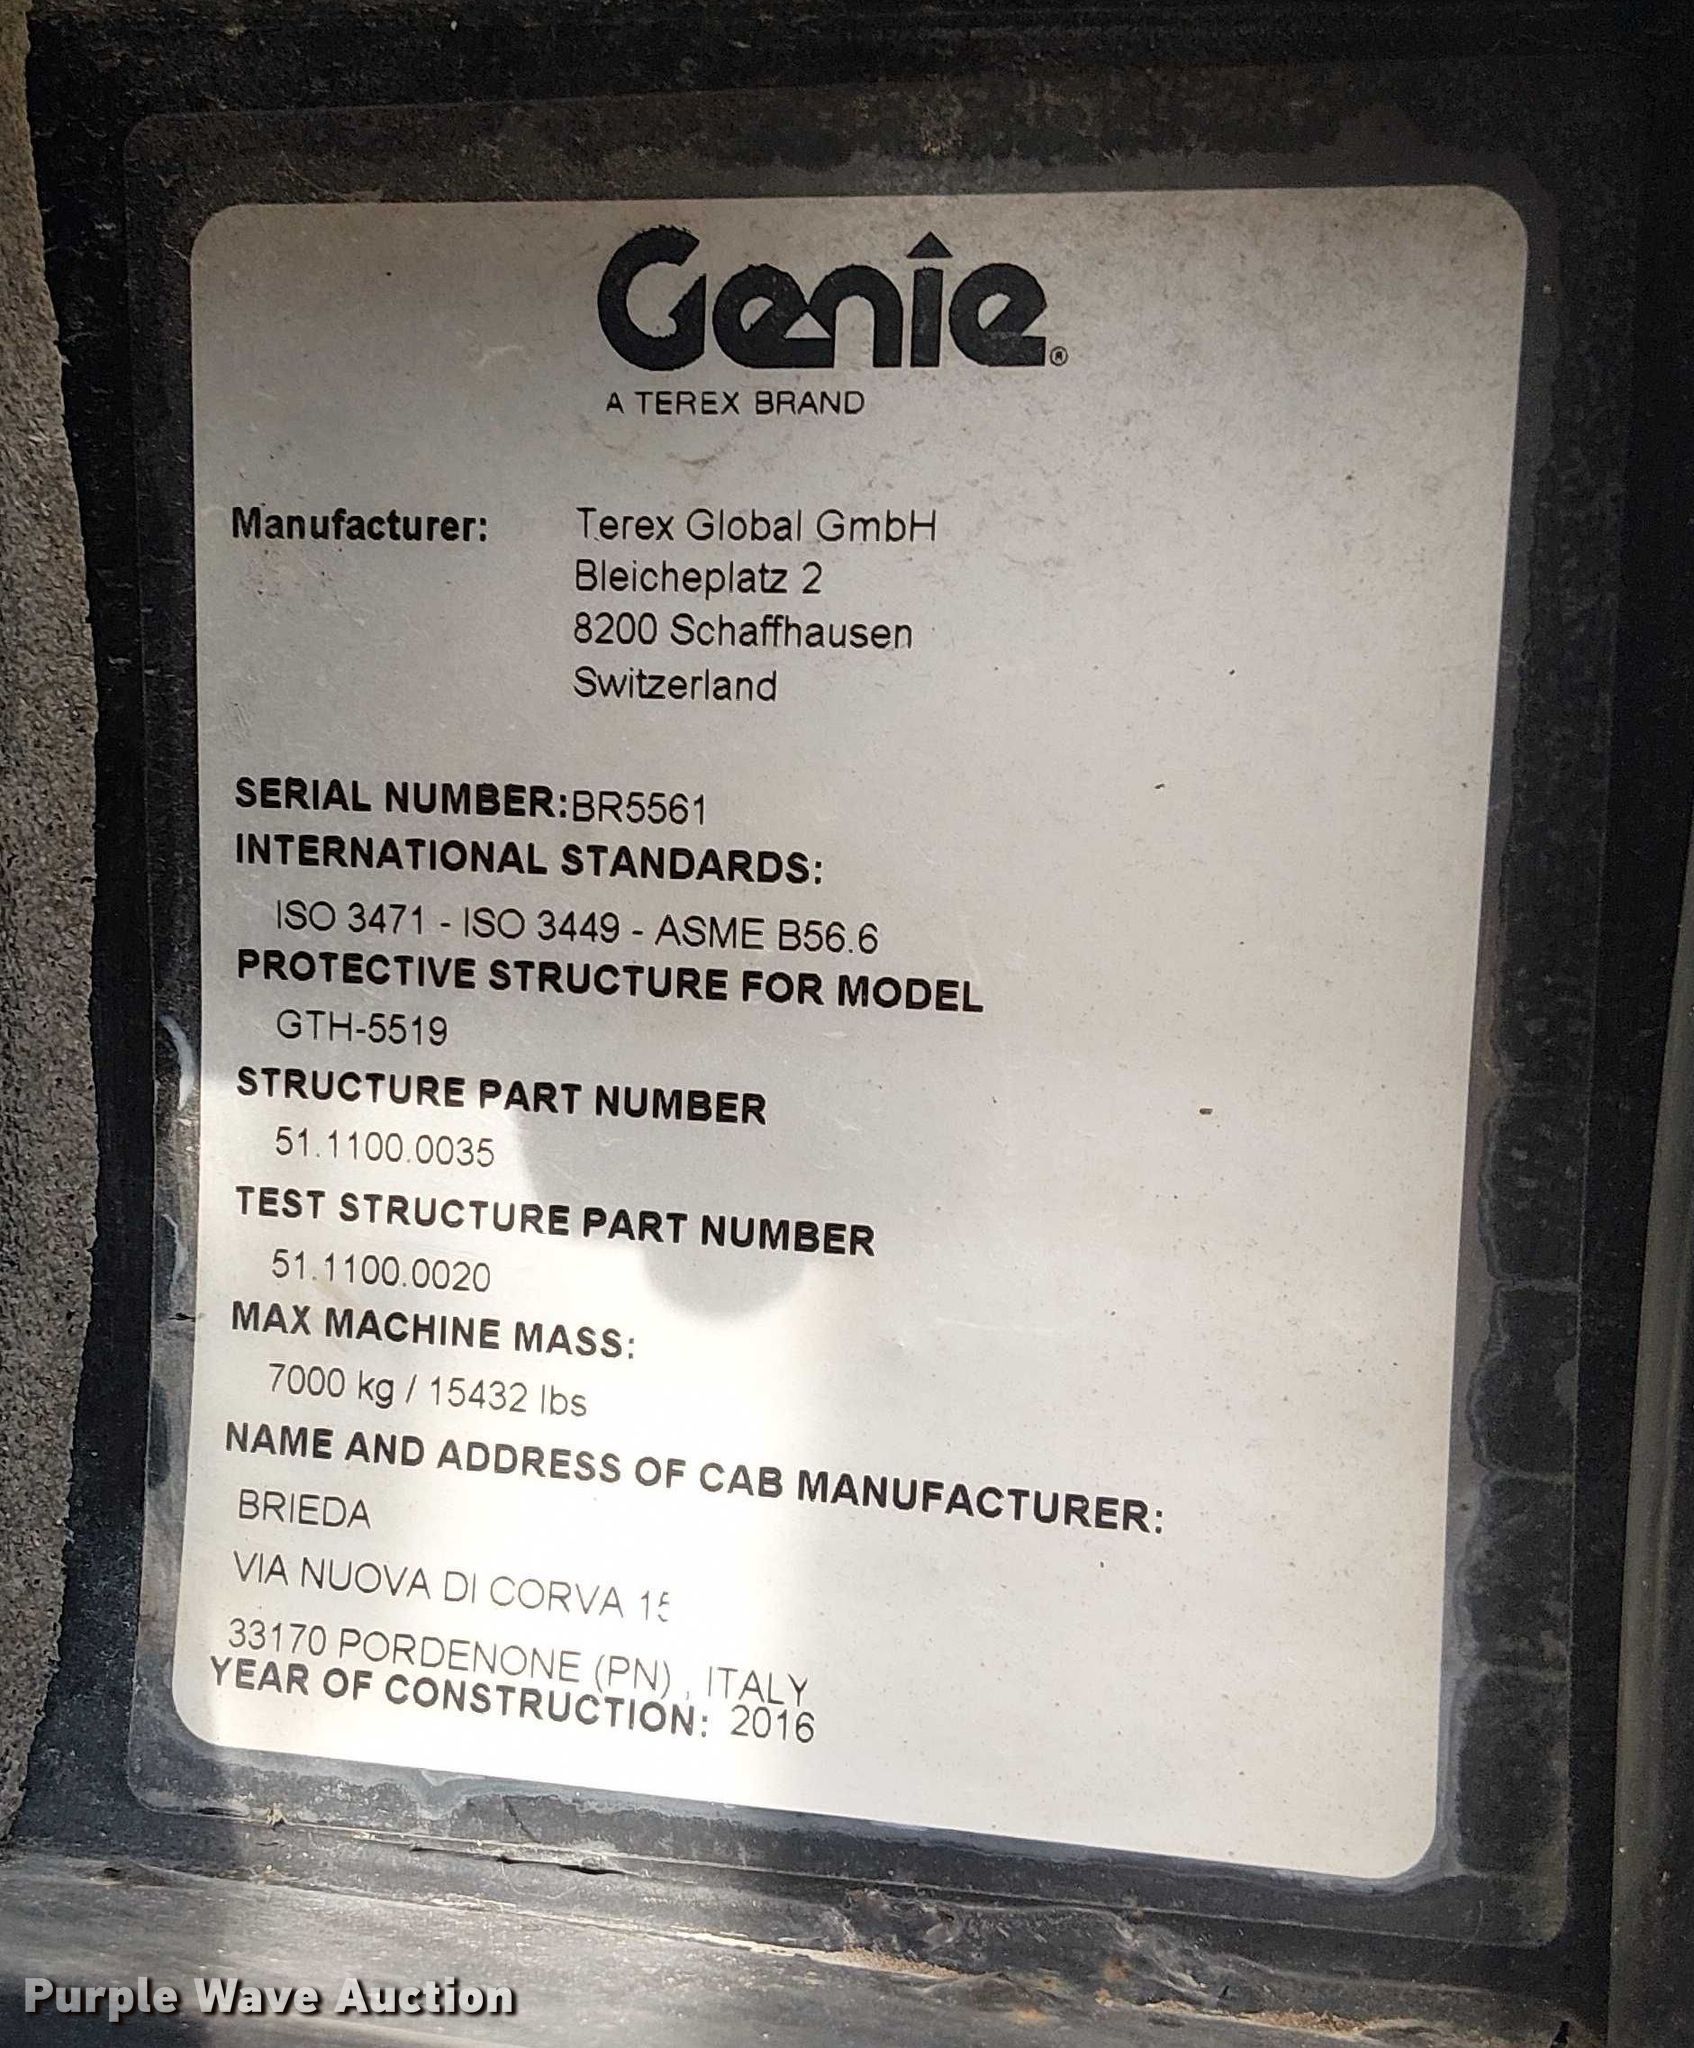 Genie®
A TEREX BRAND
Manufacturer: Terex Global GmbH
Bleicheplatz 2
8200 Schaffhausen
Switzerland
SERIAL NUMBER:BR5561
INTERNATIONAL STANDARDS:
ISO 3471 - ISO 3449 - ASME B56.6
PROTECTIVE STRUCTURE FOR MODEL
GTH-5519
STRUCTURE PART NUMBER
51.1100.0035
TEST STRUCTURE PART NUMBER
51.1100.0020
MAX MACHINE MASS:
7000 kg / 15432 lbs
NAME AND ADDRESS OF CAB MANUFACTURER:
BRIEDA
VIA NUOVA DI CORVA
33170 PORDENONE (PN) , ITALY
YEAR OF CONSTRUCTION: 2016
Purple Wave Auction